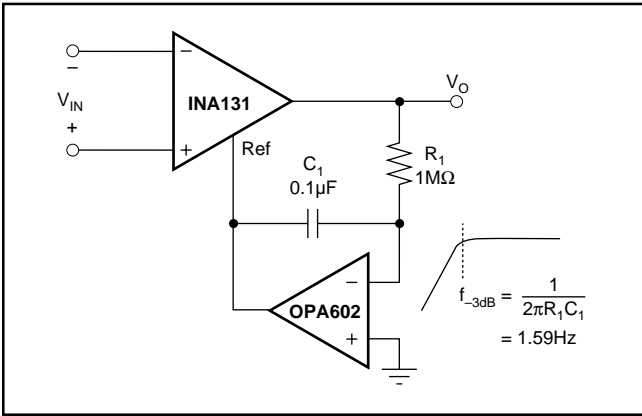 −
V_IN
+
−
INA131
+
Ref
V_O
C_1
0.1µF
R_1
1MΩ
−
OPA602
+
f_–3dB = 1 / 2πR_1C_1
= 1.59Hz